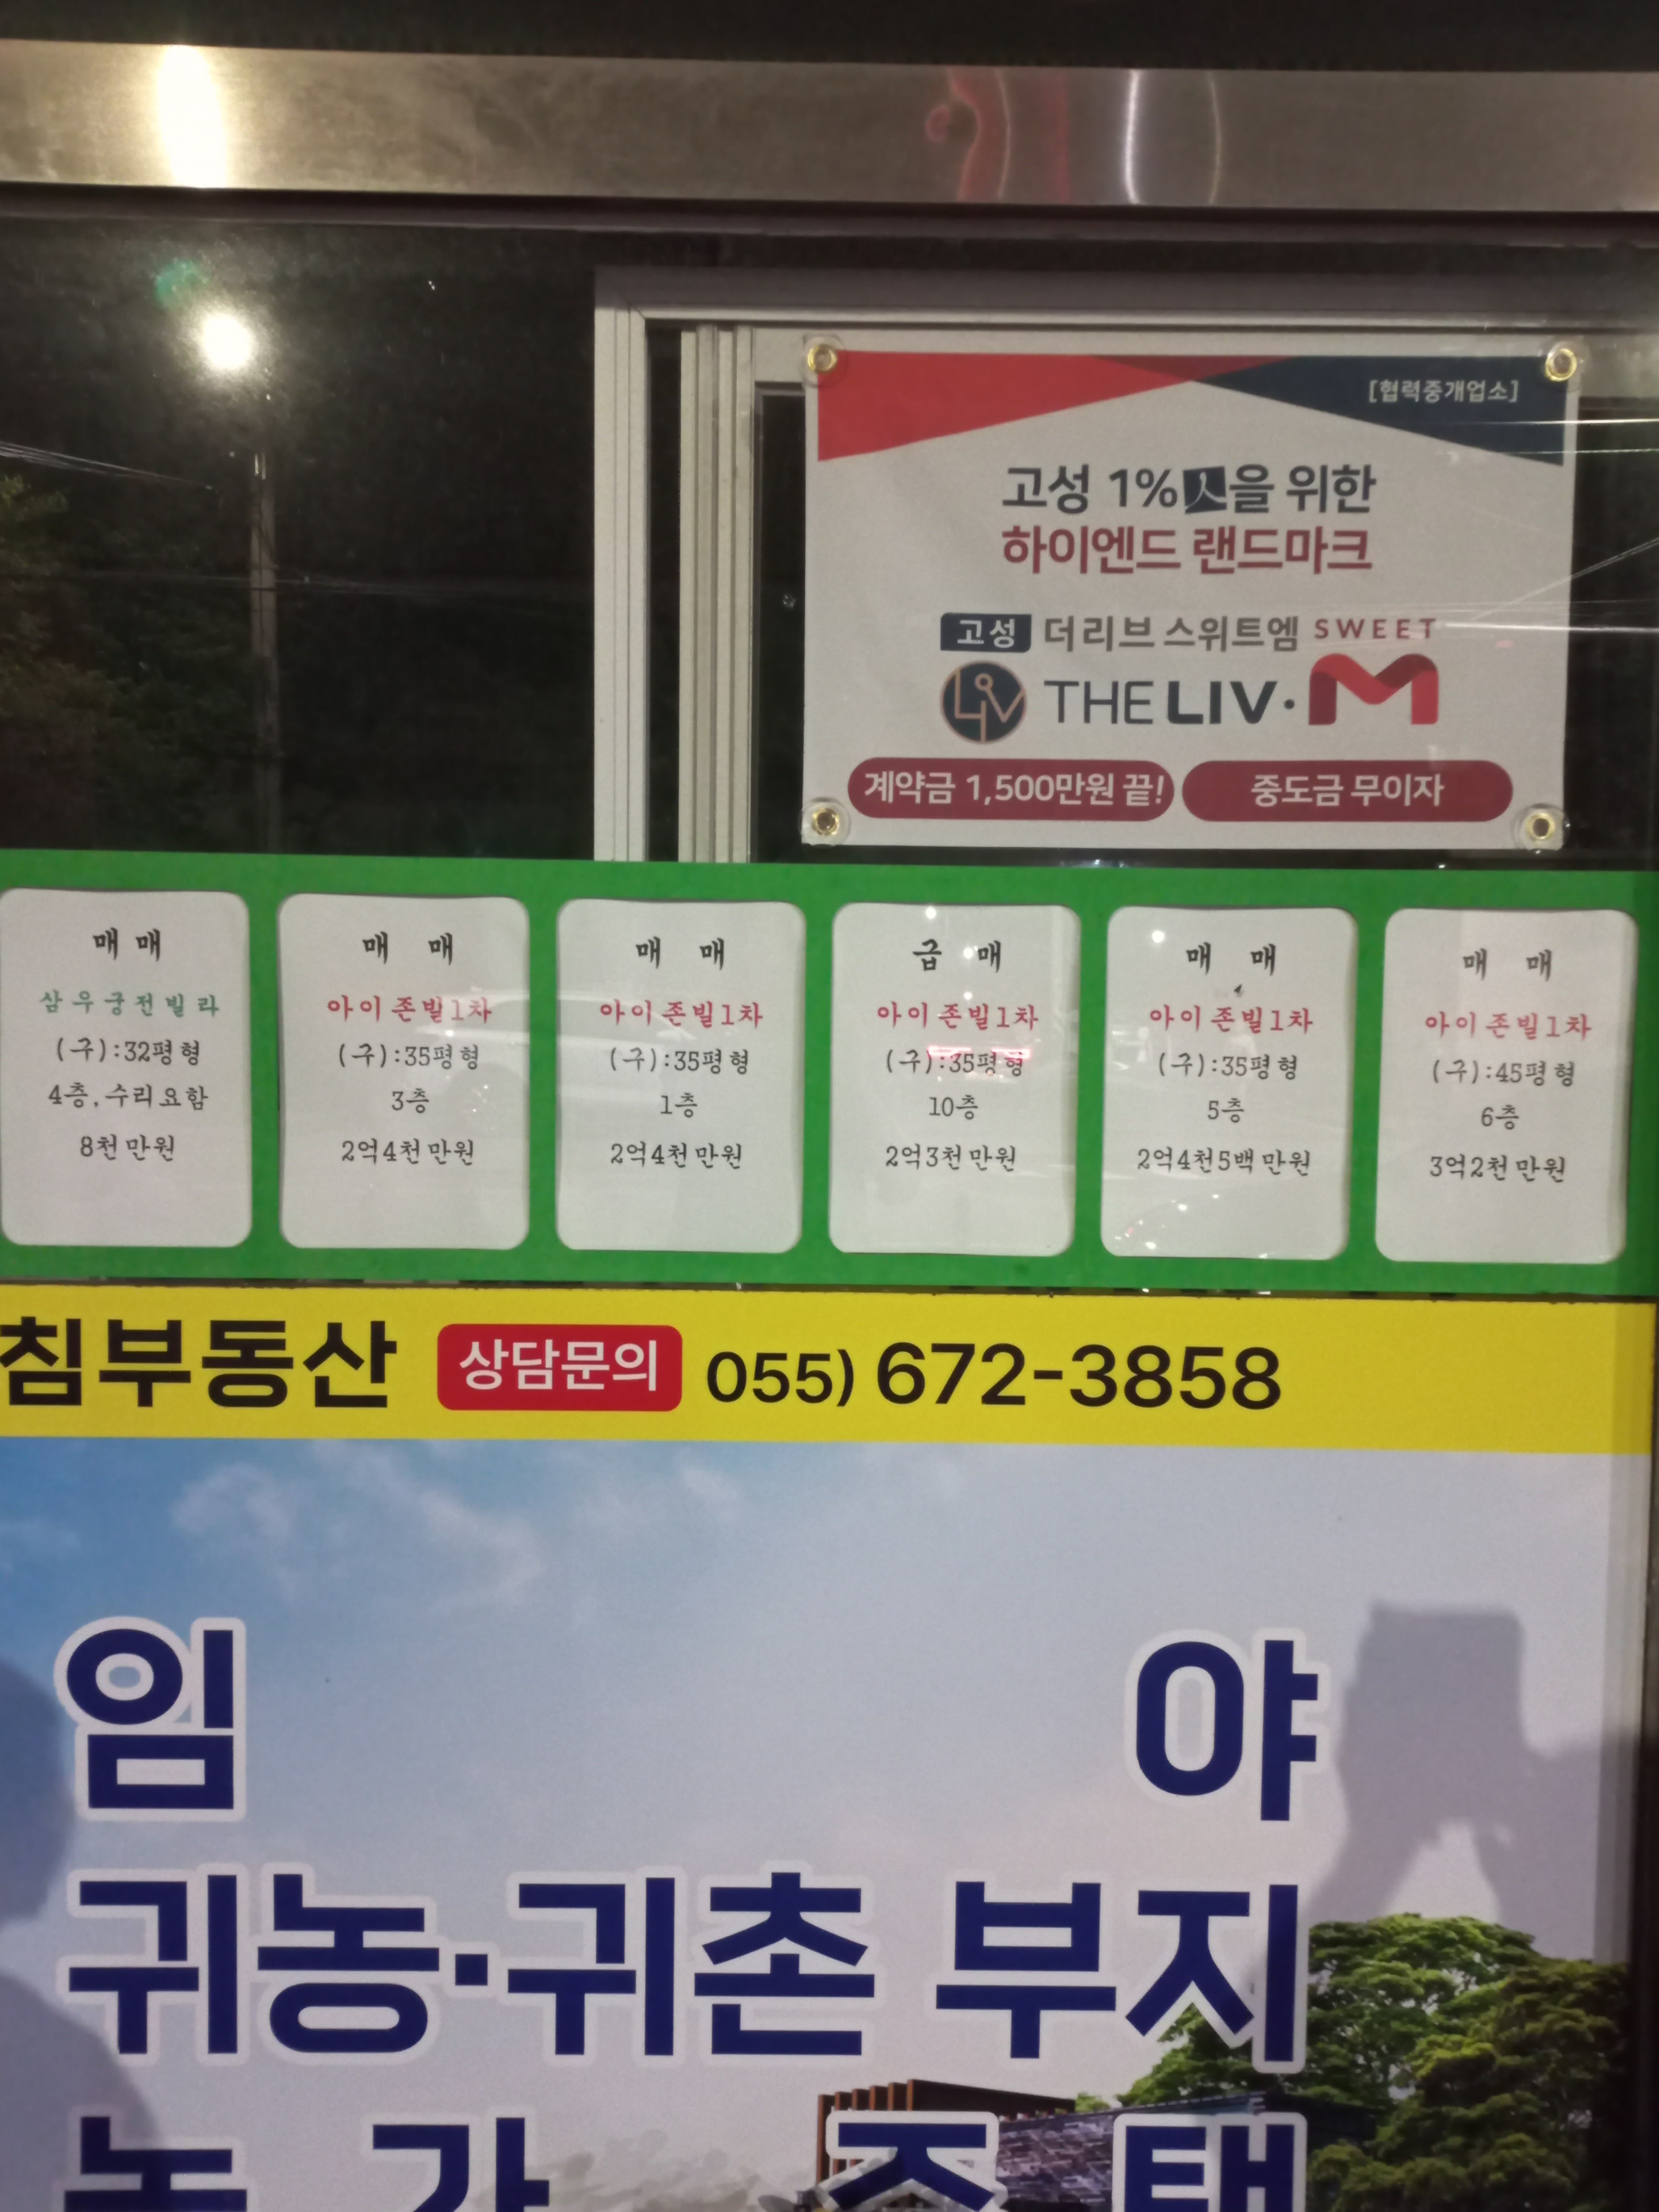 [협력중개업소]
고성 1%人을 위한
하이엔드 랜드마크
고성 더리브 스위트엠 SWEET
LIV THE LIV·M
계약금 1,500만원 끝! 중도금 무이자
매 매
삼우궁전빌라
(구):32평형
4층, 수리요함
8천만원
매 매
아이존빌1차
(구):35평형
3층
2억4천만원
매 매
아이존빌1차
(구):35평형
1층
2억4천만원
급 매
아이존빌1차
(구):35평형
10층
2억3천만원
매 매
아이존빌1차
(구):35평형
5층
2억4천5백만원
매 매
아이존빌1차
(구):45평형
6층
3억2천만원
침부동산 상담문의 055) 672-3858
임 야
귀농·귀촌 부지